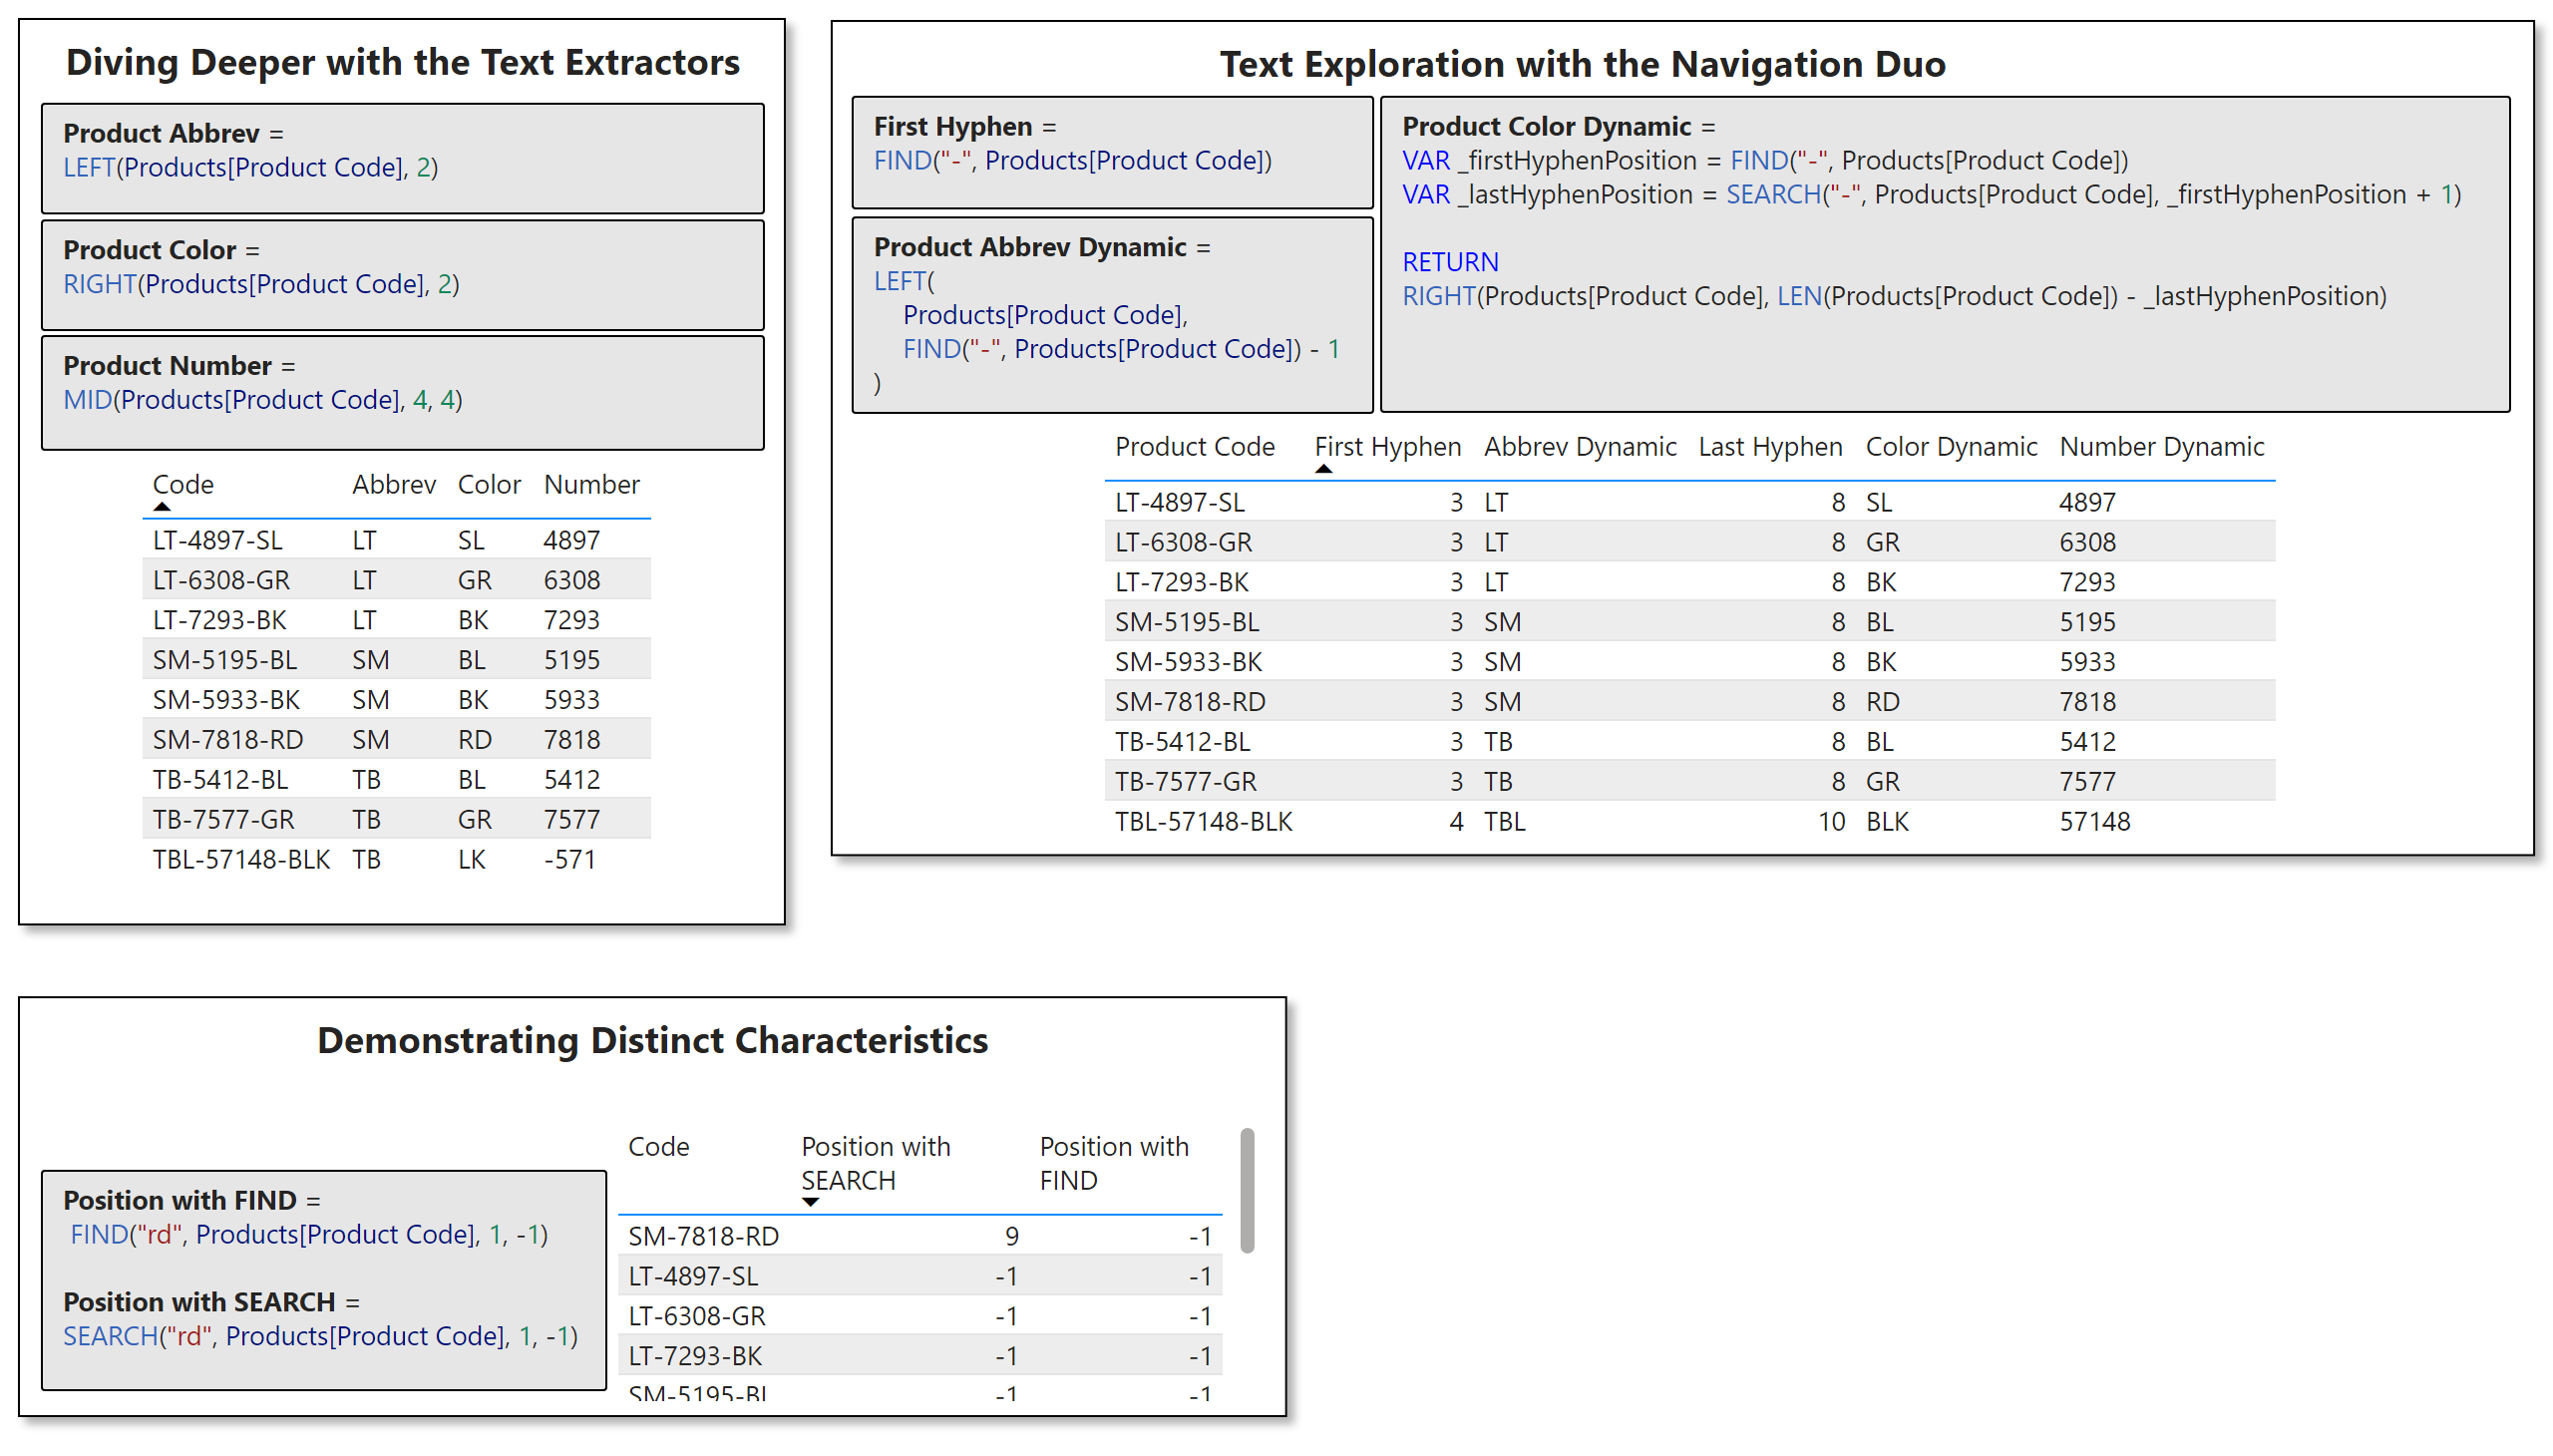 Diving Deeper with the Text Extractors
Product Abbrev =
LEFT(Products[Product Code], 2)
Product Color =
RIGHT(Products[Product Code], 2)
Product Number =
MID(Products[Product Code], 4, 4)
Code Abbrev Color Number
LT-4897-SL LT SL 4897
LT-6308-GR LT GR 6308
LT-7293-BK LT BK 7293
SM-5195-BL SM BL 5195
SM-5933-BK SM BK 5933
SM-7818-RD SM RD 7818
TB-5412-BL TB BL 5412
TB-7577-GR TB GR 7577
TBL-57148-BLK TB LK -571
Text Exploration with the Navigation Duo
First Hyphen =
FIND("-", Products[Product Code])
Product Abbrev Dynamic =
LEFT(
Products[Product Code],
FIND("-", Products[Product Code]) - 1
)
Product Color Dynamic =
VAR _firstHyphenPosition = FIND("-", Products[Product Code])
VAR _lastHyphenPosition = SEARCH("-", Products[Product Code], _firstHyphenPosition + 1)
RETURN
RIGHT(Products[Product Code], LEN(Products[Product Code]) - _lastHyphenPosition)
Product Code First Hyphen Abbrev Dynamic Last Hyphen Color Dynamic Number Dynamic
LT-4897-SL 3 LT 8 SL 4897
LT-6308-GR 3 LT 8 GR 6308
LT-7293-BK 3 LT 8 BK 7293
SM-5195-BL 3 SM 8 BL 5195
SM-5933-BK 3 SM 8 BK 5933
SM-7818-RD 3 SM 8 RD 7818
TB-5412-BL 3 TB 8 BL 5412
TB-7577-GR 3 TB 8 GR 7577
TBL-57148-BLK 4 TBL 10 BLK 57148
Demonstrating Distinct Characteristics
Position with FIND =
FIND("rd", Products[Product Code], 1, -1)
Position with SEARCH =
SEARCH("rd", Products[Product Code], 1, -1)
Code Position with SEARCH Position with FIND
SM-7818-RD 9 -1
LT-4897-SL -1 -1
LT-6308-GR -1 -1
LT-7293-BK -1 -1
SM-5195-BL -1 -1